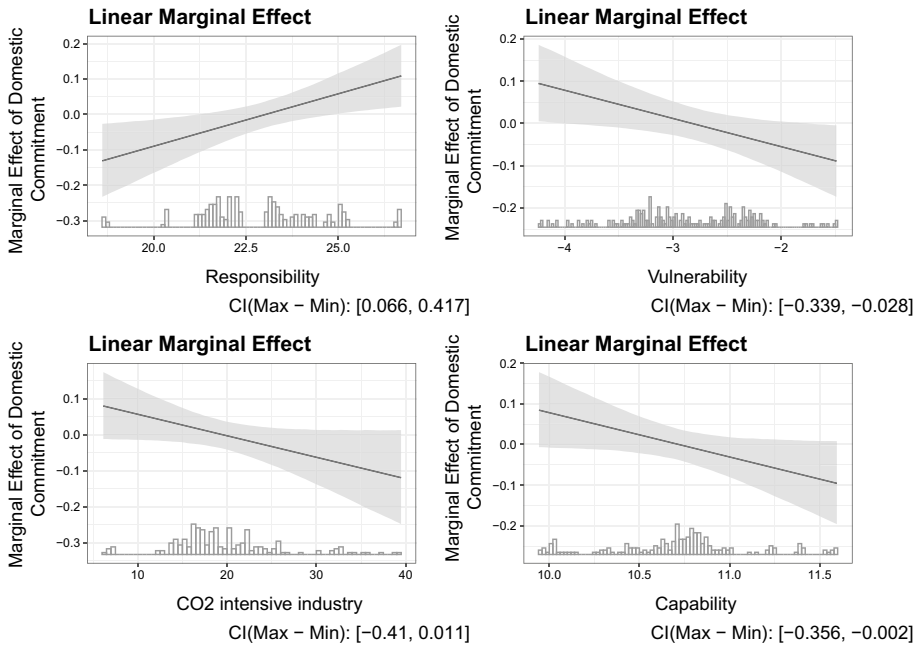 Linear Marginal Effect
Marginal Effect of Domestic
Commitment
0.2
0.1
0.0
−0.1
−0.2
−0.3
20.0 22.5 25.0
Responsibility
CI(Max − Min): [0.066, 0.417]
Linear Marginal Effect
Marginal Effect of Domestic
Commitment
0.2
0.1
0.0
−0.1
−0.2
−4 −3 −2
Vulnerability
CI(Max − Min): [−0.339, −0.028]
Linear Marginal Effect
Marginal Effect of Domestic
Commitment
0.1
0.0
−0.1
−0.2
−0.3
10 20 30 40
CO2 intensive industry
CI(Max − Min): [−0.41, 0.011]
Linear Marginal Effect
Marginal Effect of Domestic
Commitment
0.2
0.1
0.0
−0.1
−0.2
10.0 10.5 11.0 11.5
Capability
CI(Max − Min): [−0.356, −0.002]